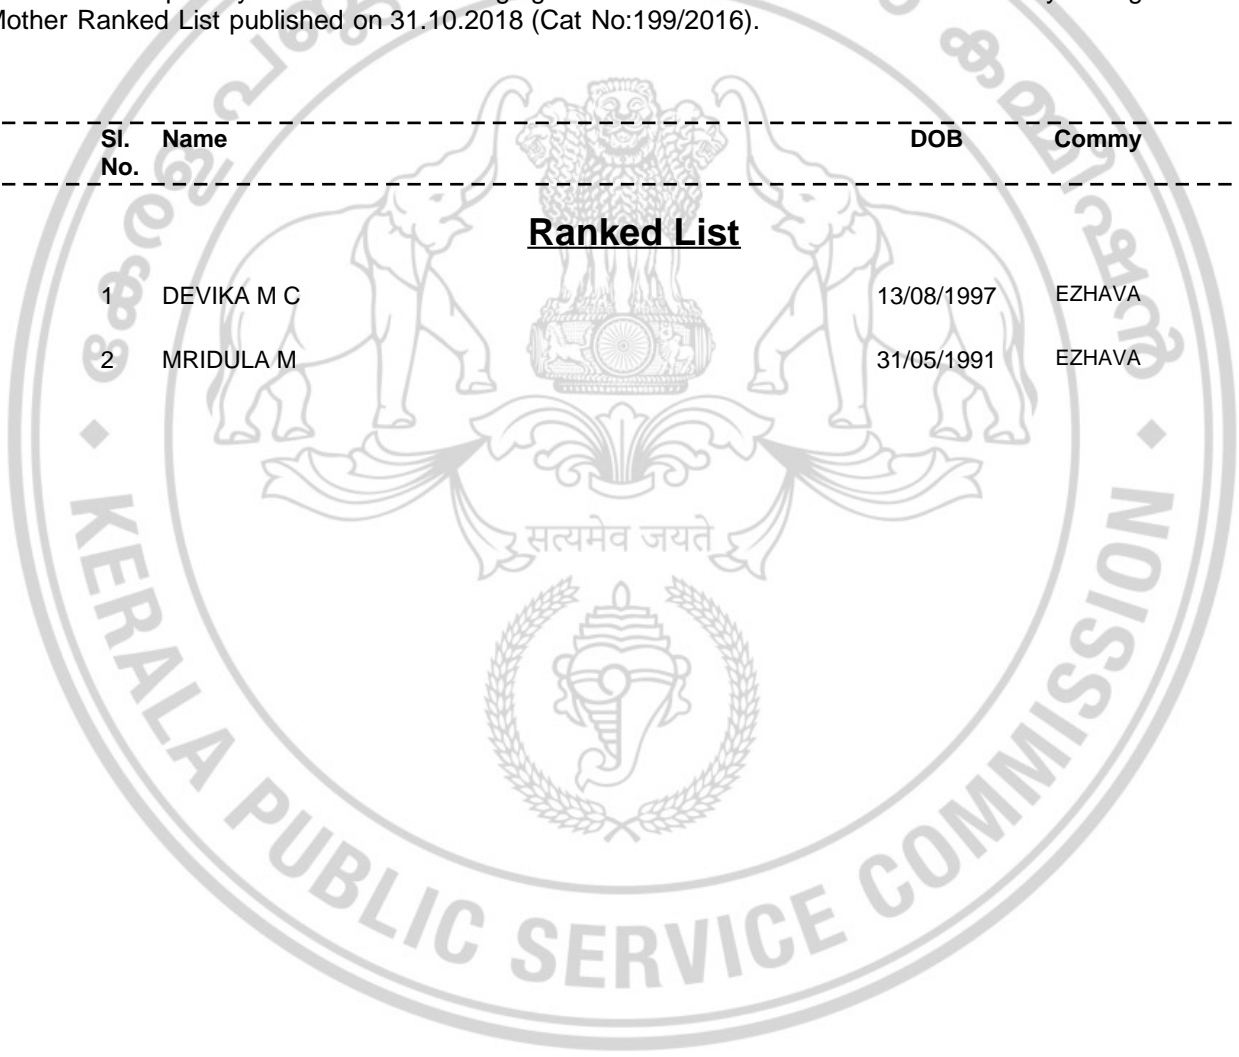 Mother Ranked List published on 31.10.2018 (Cat No:199/2016).
Sl. No. Name DOB Commy
Ranked List
1 DEVIKA M C 13/08/1997 EZHAVA
2 MRIDULA M 31/05/1991 EZHAVA
सत्यमेव जयते
KERALA PUBLIC SERVICE COMMISSION